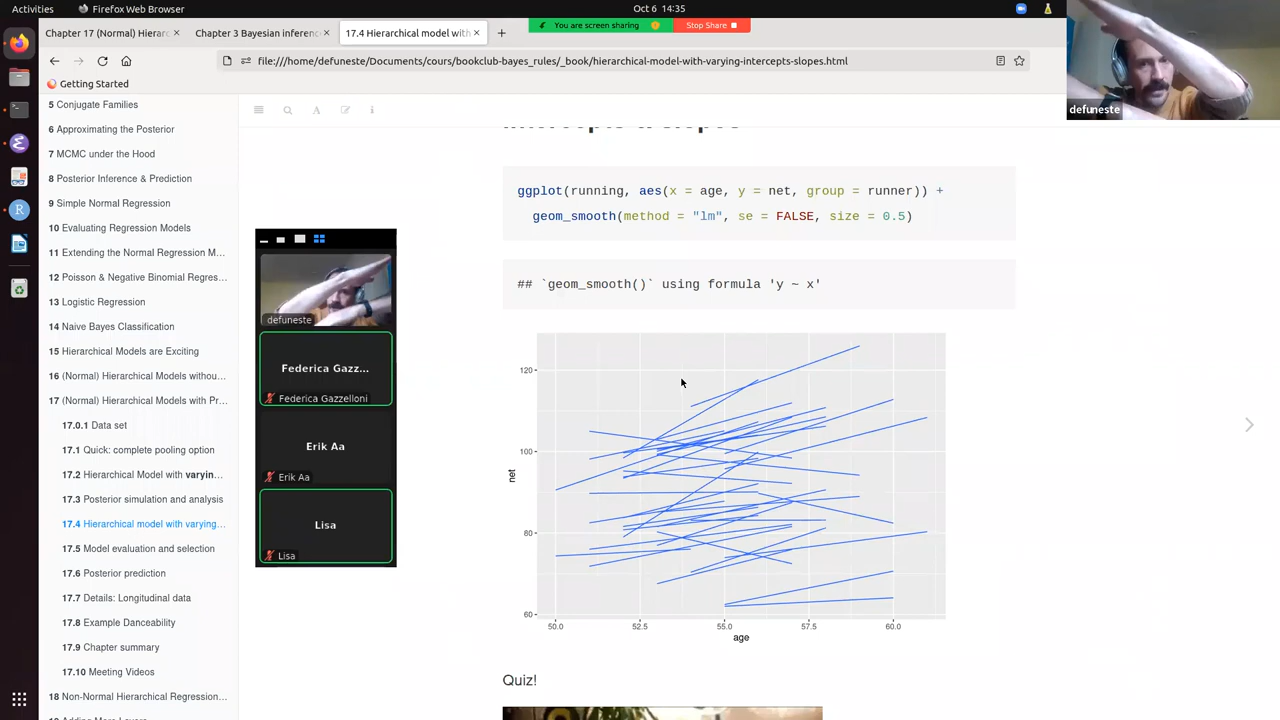 Activities
Firefox Web Browser
Oct 6 14:35
You are screen sharing
Stop Share
Chapter 17 (Normal) Hierarc
Chapter 3 Bayesian inferenc
17.4 Hierarchical model with
file:///home/defuneste/Documents/cours/bookclub-bayes_rules/_book/hierarchical-model-with-varying-intercepts-slopes.html
Getting Started
defuneste
5 Conjugate Families
6 Approximating the Posterior
7 MCMC under the Hood
8 Posterior Inference & Prediction
9 Simple Normal Regression
10 Evaluating Regression Models
11 Extending the Normal Regression M...
12 Poisson & Negative Binomial Regres...
13 Logistic Regression
14 Naive Bayes Classification
15 Hierarchical Models are Exciting
16 (Normal) Hierarchical Models withou...
17 (Normal) Hierarchical Models with Pr...
17.0.1 Data set
17.1 Quick: complete pooling option
17.2 Hierarchical Model with varyin...
17.3 Posterior simulation and analysis
17.4 Hierarchical model with varying...
17.5 Model evaluation and selection
17.6 Posterior prediction
17.7 Details: Longitudinal data
17.8 Example Danceability
17.9 Chapter summary
17.10 Meeting Videos
18 Non-Normal Hierarchical Regression...
defuneste
Federica Gazz...
Federica Gazzelloni
Erik Aa
Erik Aa
Lisa
Lisa
ggplot(running, aes(x = age, y = net, group = runner)) +
geom_smooth(method = "lm", se = FALSE, size = 0.5)
## `geom_smooth()` using formula 'y ~ x'
120
100
80
60
net
50.0 52.5 55.0 57.5 60.0
age
Quiz!